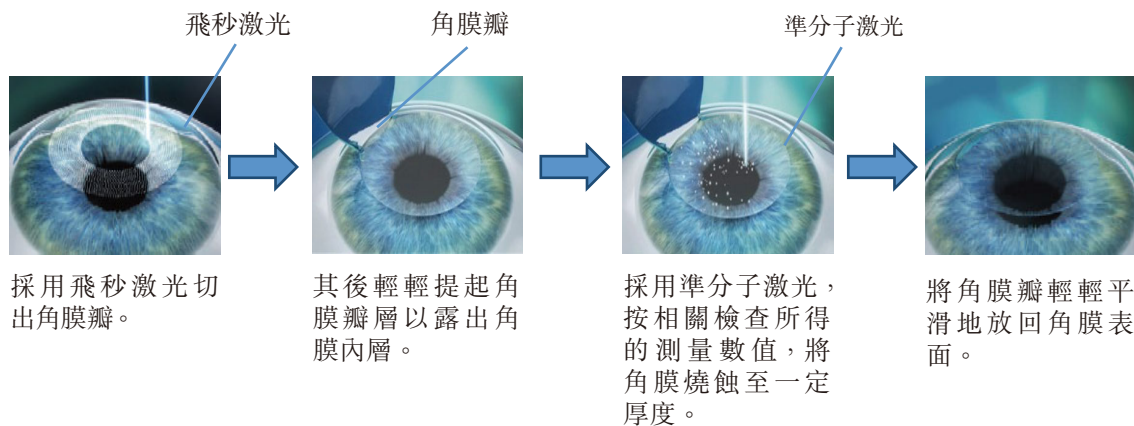 飛秒激光
角膜瓣
準分子激光
採用飛秒激光切
出角膜瓣。
其後輕輕提起角
膜瓣層以露出角
膜內層。
採用準分子激光，
按相關檢查所得
的測量數值，將
角膜燒蝕至一定
厚度。
將角膜瓣輕輕平
滑地放回角膜表
面。